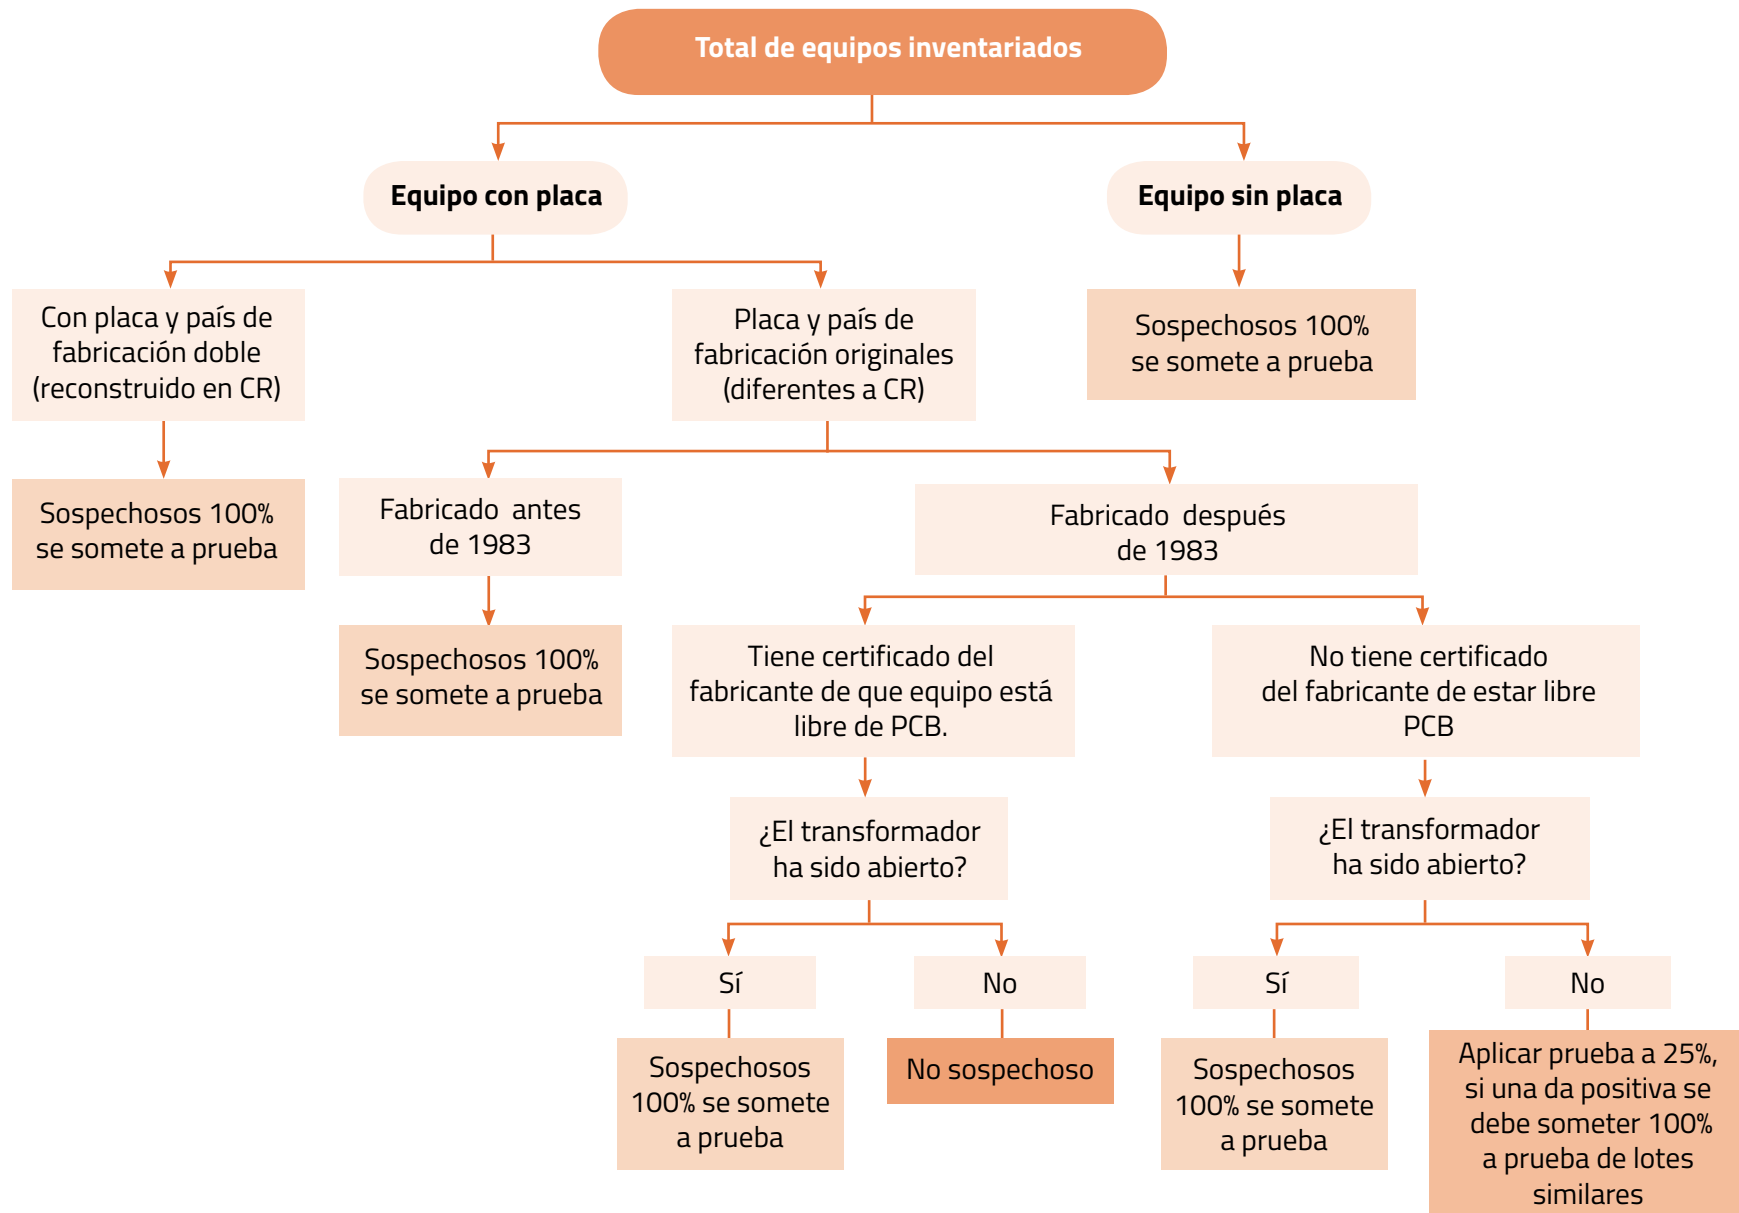 Total de equipos inventariados
Equipo con placa
Equipo sin placa
Con placa y país de
fabricación doble
(reconstruido en CR)
Placa y país de
fabricación originales
(diferentes a CR)
Sospechosos 100%
se somete a prueba
Sospechosos 100%
se somete a prueba
Fabricado antes
de 1983
Fabricado después
de 1983
Sospechosos 100%
se somete a prueba
Tiene certificado del
fabricante de que equipo está
libre de PCB.
No tiene certificado
del fabricante de estar libre
PCB
¿El transformador
ha sido abierto?
¿El transformador
ha sido abierto?
Sí
No
Sí
No
Sospechosos
100% se somete
a prueba
No sospechoso
Sospechosos
100% se somete
a prueba
Aplicar prueba a 25%,
si una da positiva se
debe someter 100%
a prueba de lotes
similares